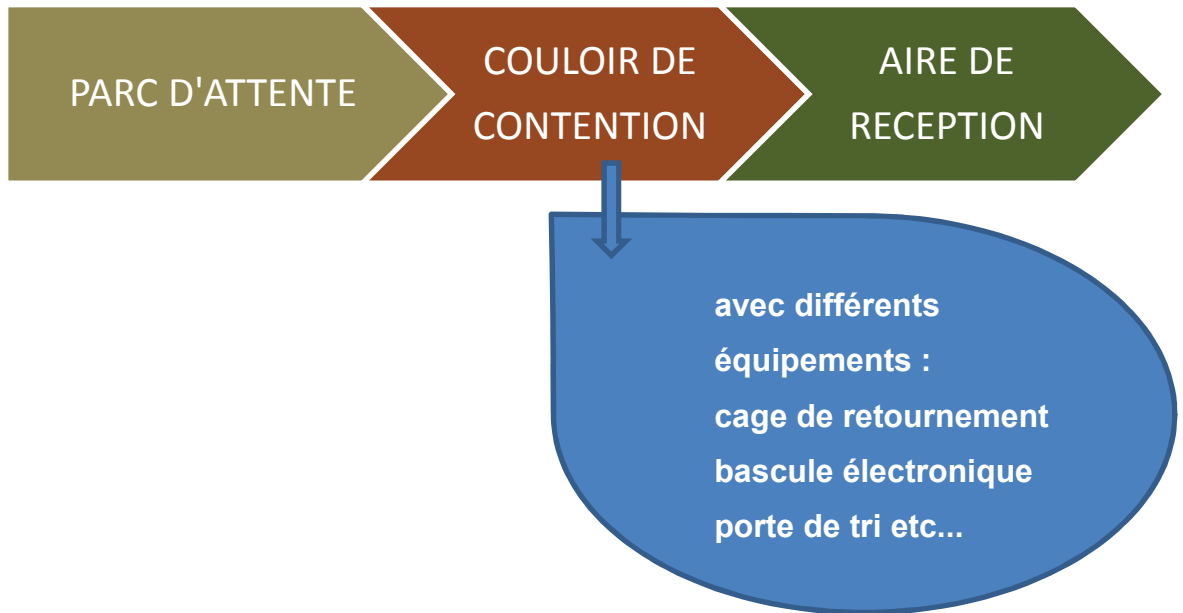 PARC D'ATTENTE
COULOIR DE
CONTENTION
AIRE DE
RECEPTION
avec différents
équipements :
cage de retournement
bascule électronique
porte de tri etc...